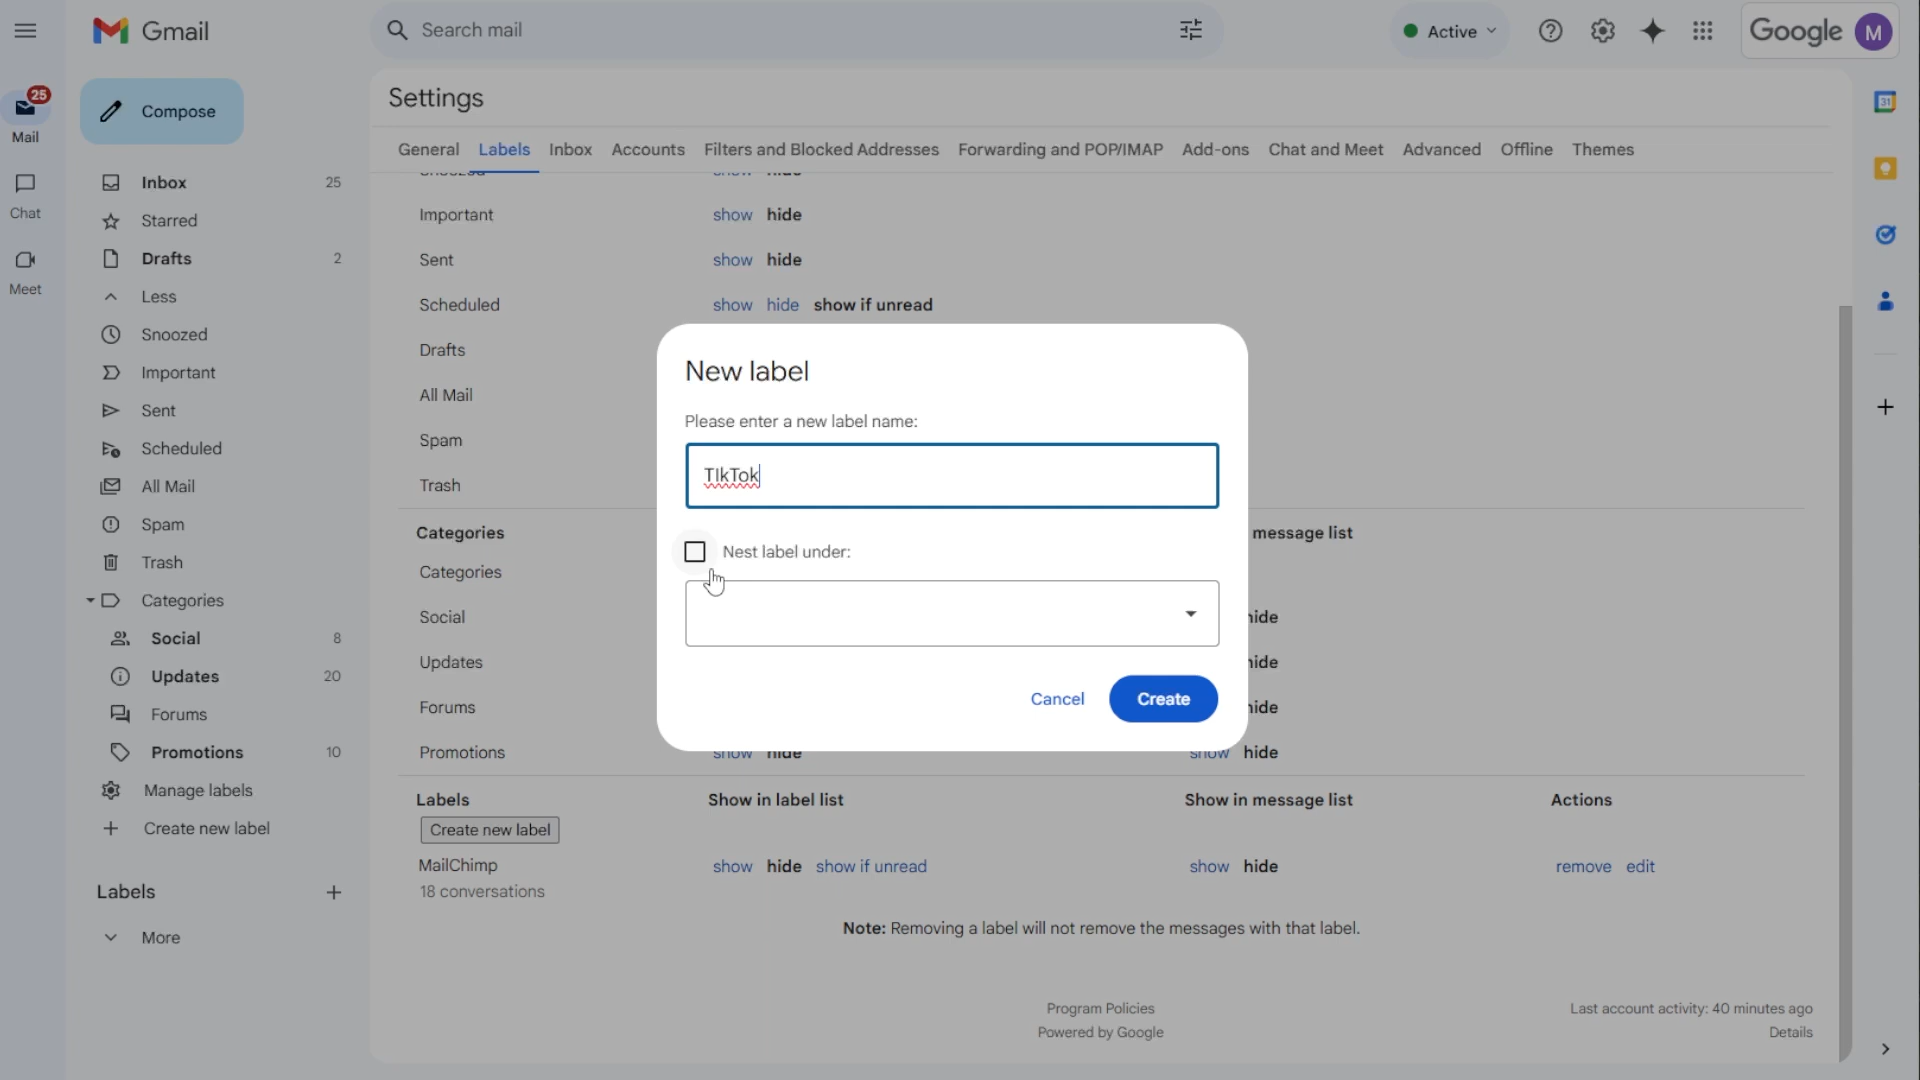 Gmail
Search mail
Active
Google M
25
Mail
Chat
Meet
Compose
Inbox 25
Starred
Drafts 2
Less
Snoozed
Important
Sent
Scheduled
All Mail
Spam
Trash
Categories
Social 8
Updates 20
Forums
Promotions 10
Manage labels
Create new label
Labels
More
Settings
General Labels Inbox Accounts Filters and Blocked Addresses Forwarding and POP/IMAP Add-ons Chat and Meet Advanced Offline Themes
Snoozed show hide
Important show hide
Sent show hide
Scheduled show hide show if unread
Drafts
All Mail
Spam
Trash
Categories message list
Categories
Social hide
Updates hide
Forums hide
Promotions show hide show hide
New label
Please enter a new label name:
TIkTok
Nest label under:
Cancel Create
Labels Show in label list Show in message list Actions
Create new label
MailChimp show hide show if unread show hide remove edit
18 conversations
Note: Removing a label will not remove the messages with that label.
Program Policies
Powered by Google
Last account activity: 40 minutes ago
Details
31